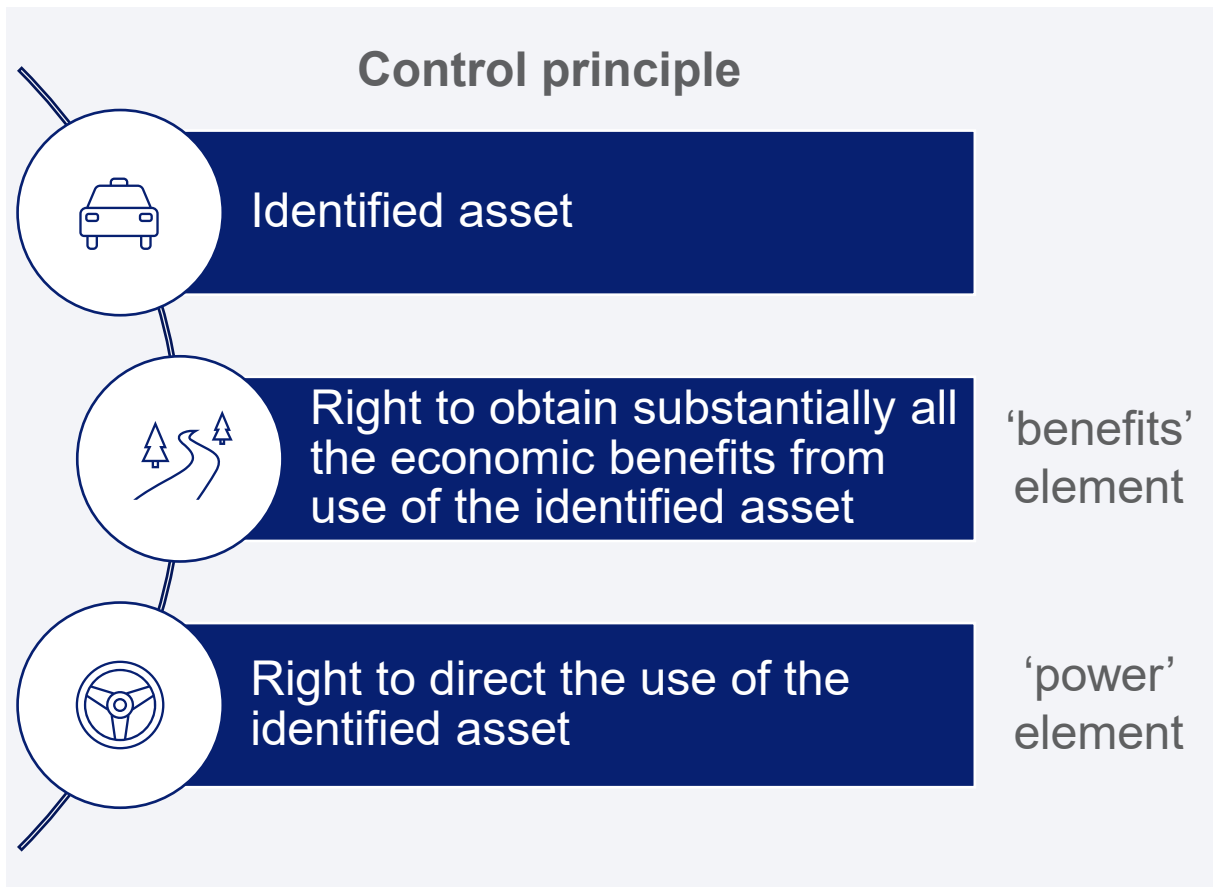 Control principle
Identified asset
Right to obtain substantially all
the economic benefits from
use of the identified asset
‘benefits’
element
Right to direct the use of the
identified asset
‘power’
element